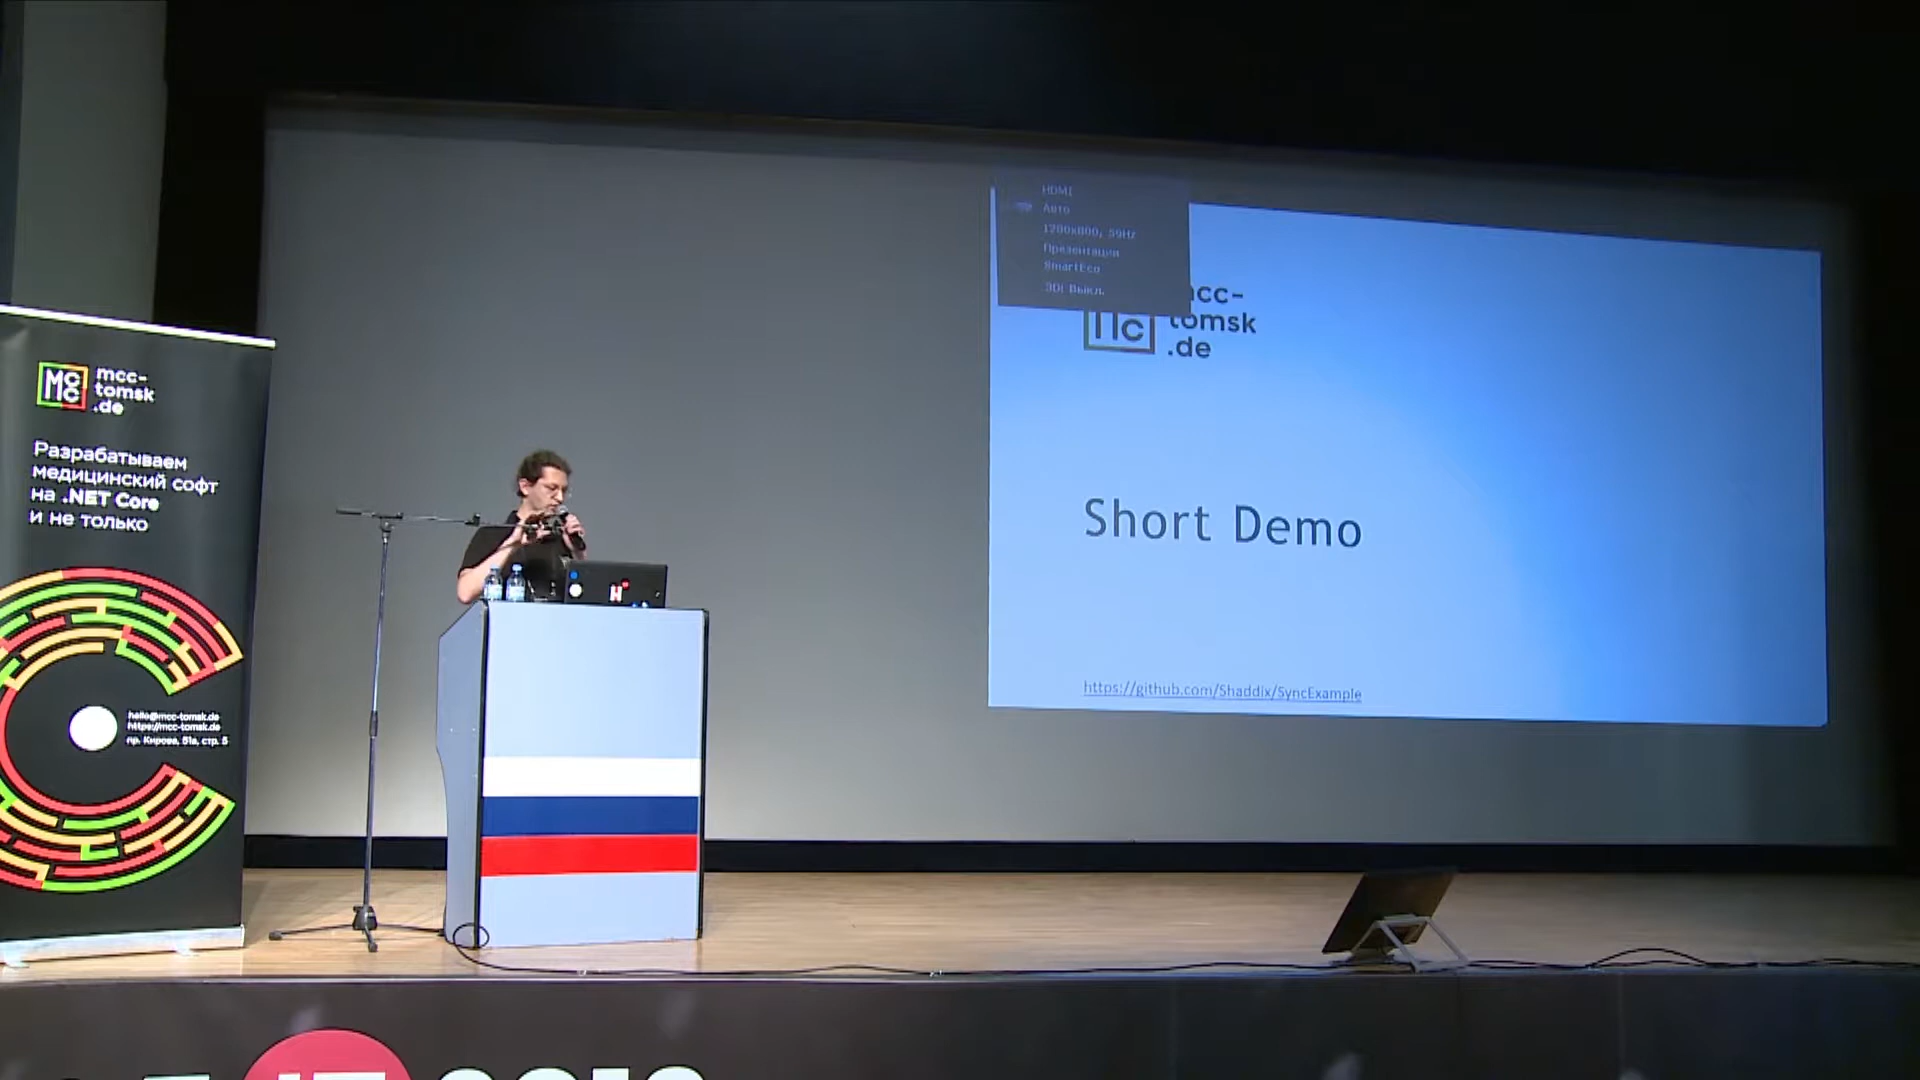 mcc-
tomsk
.de
Разрабатываем
медицинский софт
на .NET Core
и не только
hello@mcc-tomsk.de
https://mcc-tomsk.de
пр. Кирова, 51а, стр. 5
HDMI
Авто
1280x800, 59Hz
Презентация
SmartEco
3D: Выкл.
tomsk
.de
Short Demo
https://github.com/Shaddix/SyncExample